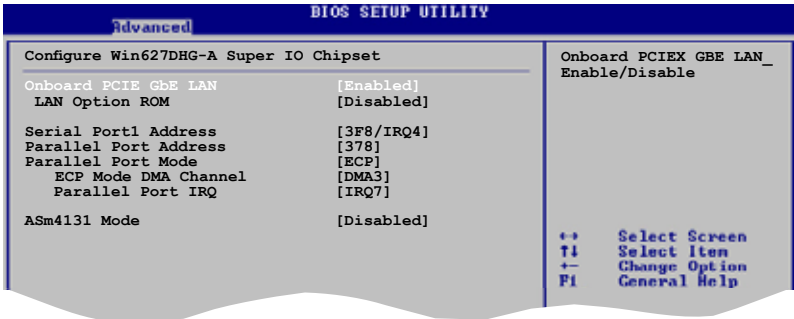 BIOS SETUP UTILITY
Advanced
Configure Win627DHG-A Super IO Chipset
Onboard PCIE GbE LAN [Enabled]
LAN Option ROM [Disabled]
Serial Port1 Address [3F8/IRQ4]
Parallel Port Address [378]
Parallel Port Mode [ECP]
ECP Mode DMA Channel [DMA3]
Parallel Port IRQ [IRQ7]
ASm4131 Mode [Disabled]
Onboard PCIEX GBE LAN_
Enable/Disable
↔ Select Screen
↑↓ Select Item
+- Change Option
F1 General Help